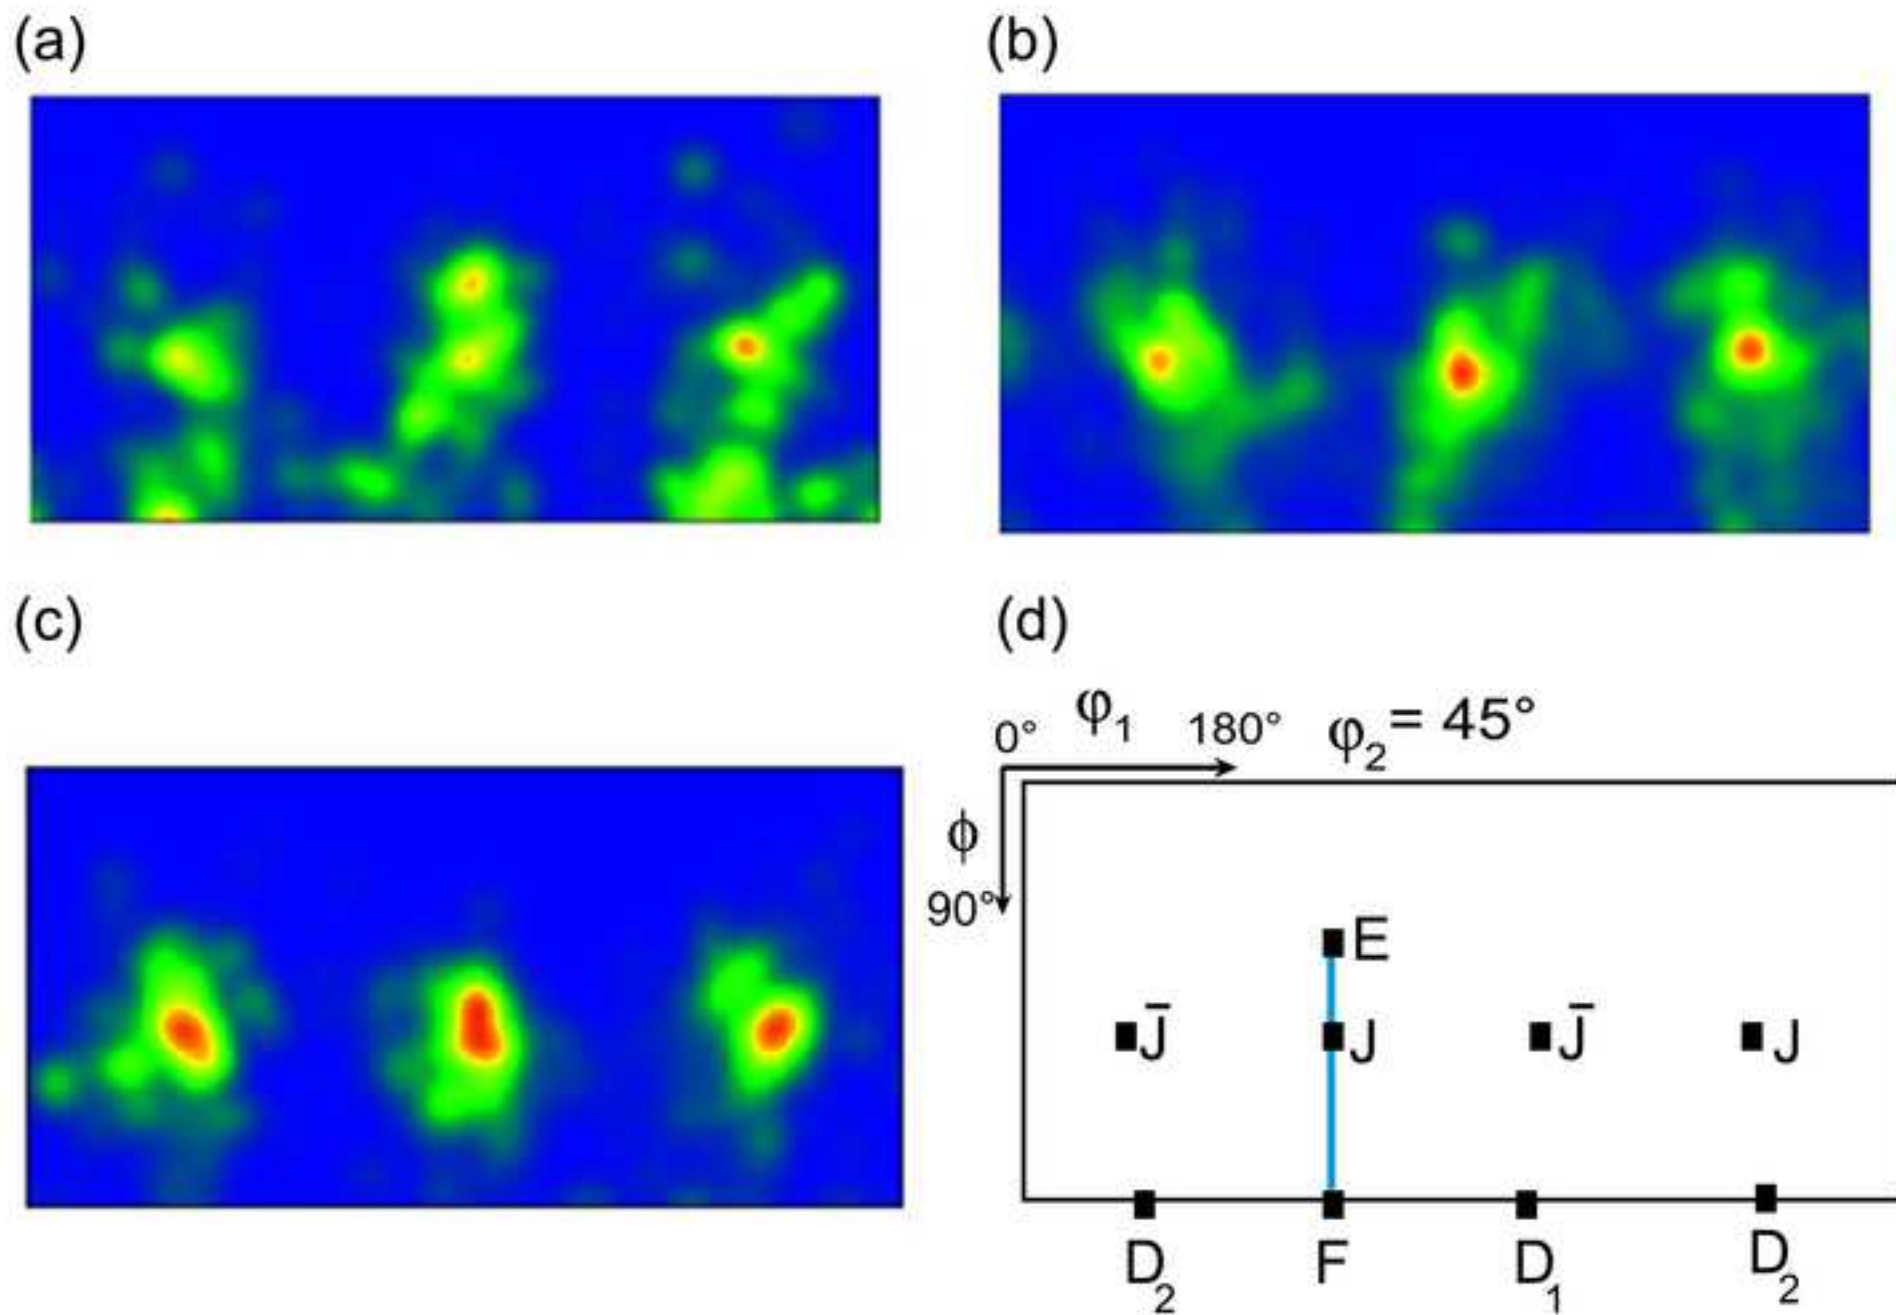 (a)
(b)
(c)
(d)
0° φ₁ 180° φ₂ = 45°
ϕ
90°
E
J̄ J J̄ J
D₂ F D₁ D₂